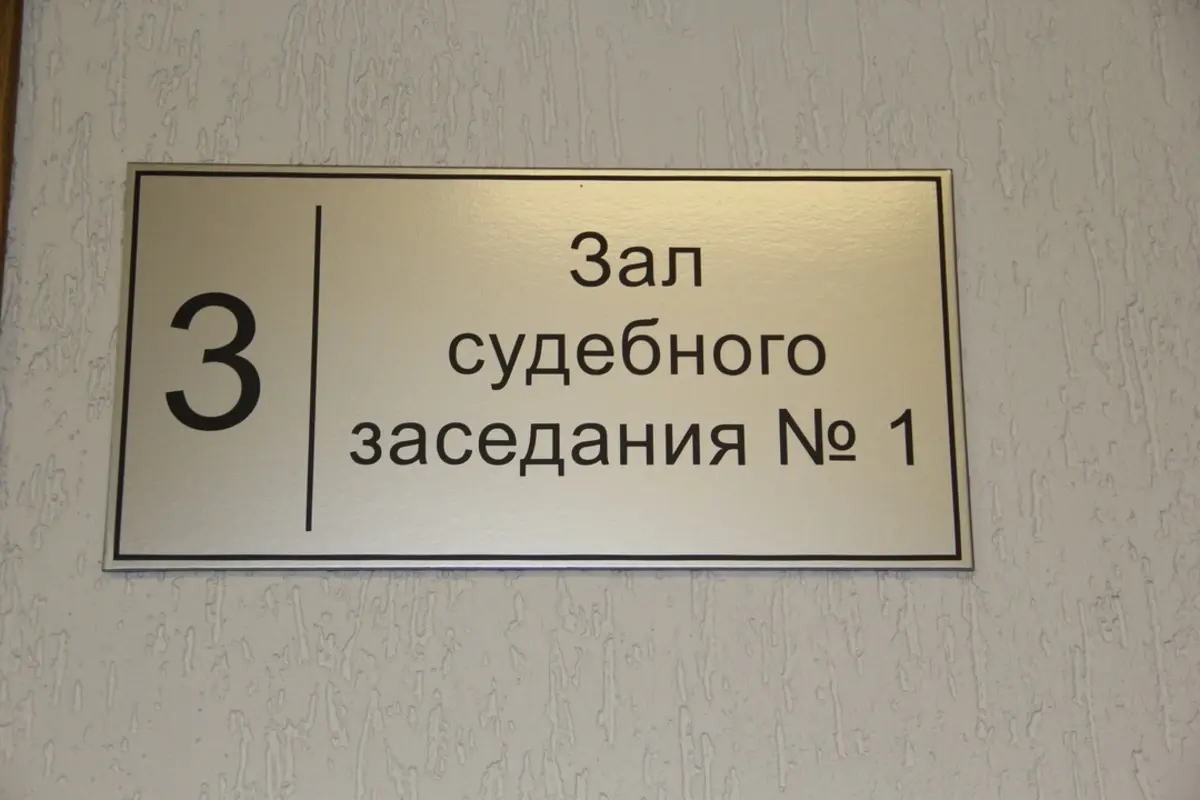 3
Зал
судебного
заседания № 1